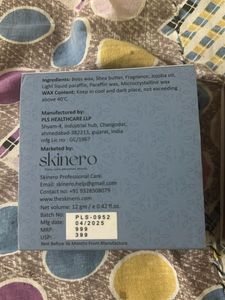 Ingredients: Bees wax, Shea butter, Fragrance, Jojoba oil,
Light liquid paraffin, Paraffin wax, Microcrystalline wax
WAX Content: Keep in cool and dark place, not exceeding
above 40°C.
Manufactured by:
PLS HEALTHCARE LLP
Shyam-4, industrial hub, Changodar,
ahmedabad-382213, gujarat, india
mfg Lic no : GC/1987
Marketed by:
skinero
Skinero Professional Care.
Email: skinero.help@gmail.com
Contact no: +91 9328508079
www.theskinero.com
Net volume: 12 gml / e 0.42 fl.oz.
Batch No PLS-0952
Mfg date 04/2025
MRP: 999
USP: 399
Best Before 36 Months From Manufacture